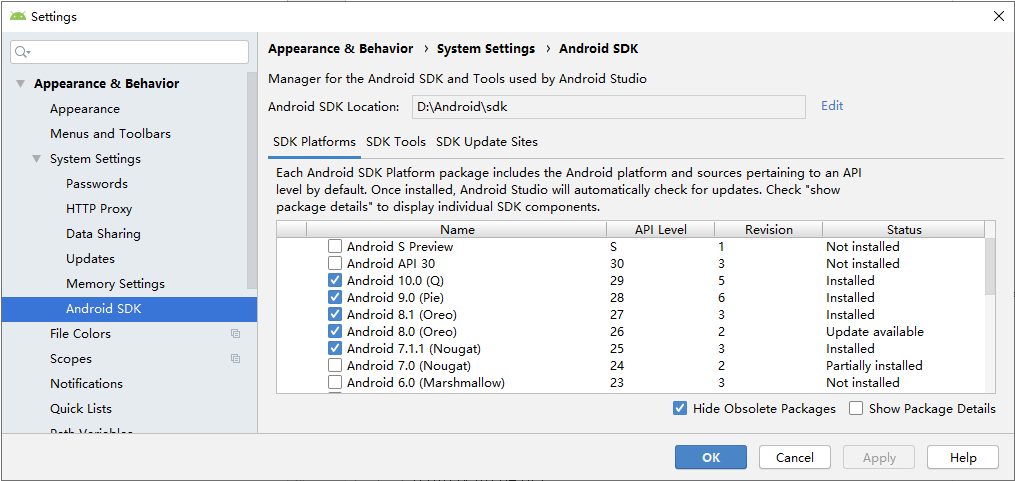 Settings
Appearance & Behavior
Appearance
Menus and Toolbars
System Settings
Passwords
HTTP Proxy
Data Sharing
Updates
Memory Settings
Android SDK
File Colors
Scopes
Notifications
Quick Lists
Path Variables
Appearance & Behavior › System Settings › Android SDK
Manager for the Android SDK and Tools used by Android Studio
Android SDK Location: D:\Android\sdk Edit
SDK Platforms SDK Tools SDK Update Sites
Each Android SDK Platform package includes the Android platform and sources pertaining to an API
level by default. Once installed, Android Studio will automatically check for updates. Check "show
package details" to display individual SDK components.
Name API Level Revision Status
Android S Preview S 1 Not installed
Android API 30 30 3 Not installed
Android 10.0 (Q) 29 5 Installed
Android 9.0 (Pie) 28 6 Installed
Android 8.1 (Oreo) 27 3 Installed
Android 8.0 (Oreo) 26 2 Update available
Android 7.1.1 (Nougat) 25 3 Installed
Android 7.0 (Nougat) 24 2 Partially installed
Android 6.0 (Marshmallow) 23 3 Not installed
Hide Obsolete Packages Show Package Details
OK Cancel Apply Help